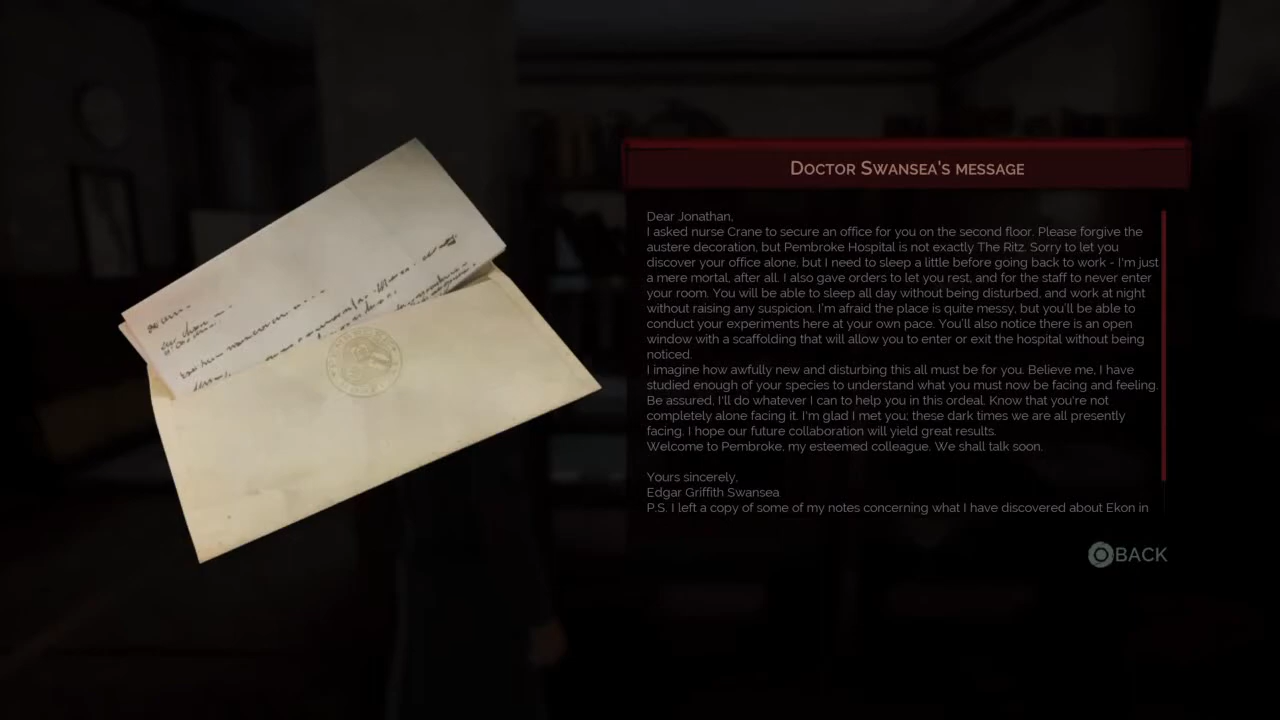 DOCTOR SWANSEA'S MESSAGE
Dear Jonathan,
I asked nurse Crane to secure an office for you on the second floor. Please forgive the
austere decoration, but Pembroke Hospital is not exactly The Ritz. Sorry to let you
discover your office alone, but I need to sleep a little before going back to work - I'm just
a mere mortal, after all. I also gave orders to let you rest, and for the staff to never enter
your room. You will be able to sleep all day without being disturbed, and work at night
without raising any suspicion. I'm afraid the place is quite messy, but you'll be able to
conduct your experiments here at your own pace. You'll also notice there is an open
window with a scaffolding that will allow you to enter or exit the hospital without being
noticed.
I imagine how awfully new and disturbing this all must be for you. Believe me, I have
studied enough of your species to understand what you must now be facing and feeling.
Be assured, I'll do whatever I can to help you in this ordeal. Know that you're not
completely alone facing it. I'm glad I met you; these dark times we are all presently
facing. I hope our future collaboration will yield great results.
Welcome to Pembroke, my esteemed colleague. We shall talk soon.
Yours sincerely,
Edgar Griffith Swansea
P.S. I left a copy of some of my notes concerning what I have discovered about Ekon in
BACK